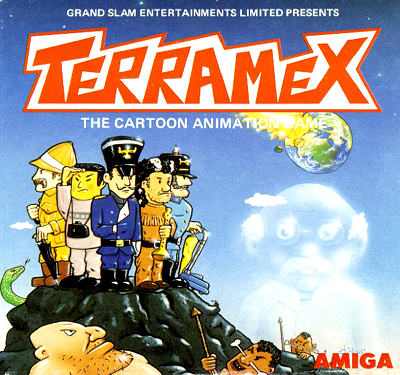 GRAND SLAM ENTERTAINMENTS LIMITED PRESENTS
TERRAMEX
THE CARTOON ANIMATION GAME
AMIGA